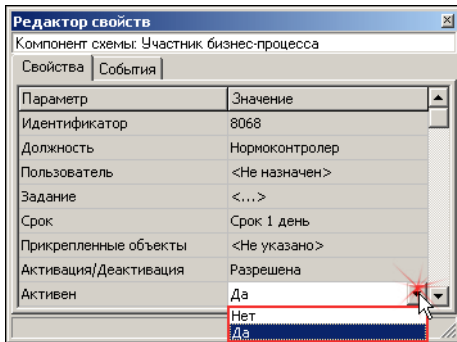 Редактор свойств
Компонент схемы: Участник бизнес-процесса
Свойства События
Параметр Значение
Идентификатор 8068
Должность Нормоконтролер
Пользователь <Не назначен>
Задание <...>
Срок Срок 1 день
Прикрепленные объекты <Не указано>
Активация/Деактивация Разрешена
Активен Да
Нет
Да